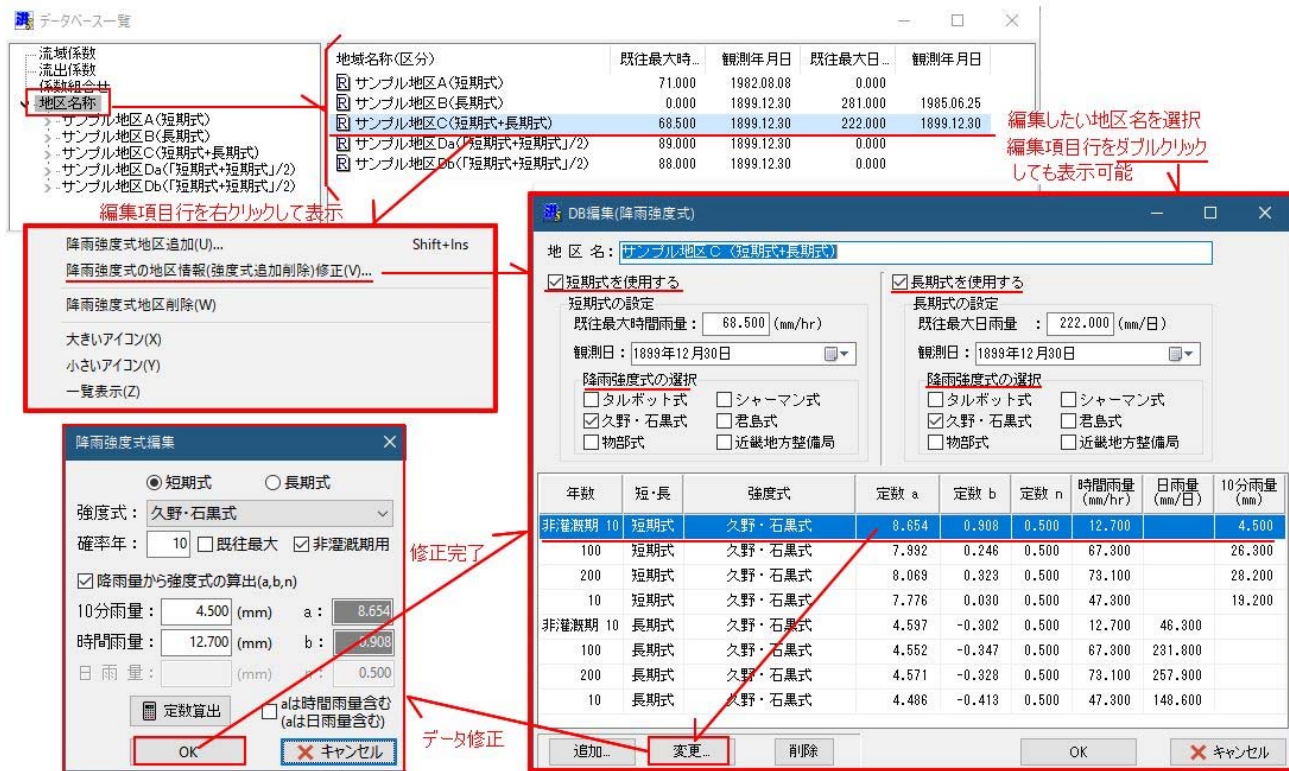 データベース一覧
流域係数
流出係数
係数組合せ
地区名称
サンプル地区A(短期式)
サンプル地区B(長期式)
サンプル地区C(短期式+長期式)
サンプル地区Da(「短期式+短期式」/2)
サンプル地区Db(「短期式+短期式」/2)
地域名称(区分) 既往最大時... 観測年月日 既往最大日... 観測年月日
R サンプル地区A(短期式) 71.000 1982.08.08 0.000
R サンプル地区B(長期式) 0.000 1899.12.30 281.000 1985.06.25
R サンプル地区C(短期式+長期式) 68.500 1899.12.30 222.000 1899.12.30
R サンプル地区Da(「短期式+短期式」/2) 89.000 1899.12.30 0.000
R サンプル地区Db(「短期式+短期式」/2) 88.000 1899.12.30 0.000
編集したい地区名を選択
編集項目行をダブルクリック
しても表示可能
編集項目行を右クリックして表示
降雨強度式地区追加(U)... Shift+Ins
降雨強度式の地区情報(強度式追加削除)修正(V)...
降雨強度式地区削除(W)
大きいアイコン(X)
小さいアイコン(Y)
一覧表示(Z)
DB編集(降雨強度式)
地 区 名: サンプル地区C(短期式+長期式)
短期式を使用する
短期式の設定
既往最大時間雨量: 68.500 (mm/hr)
観測日: 1899年12月30日
降雨強度式の選択
タルボット式 シャーマン式
久野・石黒式 君島式
物部式 近畿地方整備局
長期式を使用する
長期式の設定
既往最大日雨量 : 222.000 (mm/日)
観測日: 1899年12月30日
降雨強度式の選択
タルボット式 シャーマン式
久野・石黒式 君島式
物部式 近畿地方整備局
年数 短・長 強度式 定数 a 定数 b 定数 n 時間雨量(mm/hr) 日雨量(mm/日) 10分雨量(mm)
非灌漑期 10 短期式 久野・石黒式 8.654 0.908 0.500 12.700 4.500
100 短期式 久野・石黒式 7.992 0.246 0.500 67.300 26.300
200 短期式 久野・石黒式 8.069 0.323 0.500 73.100 28.200
10 短期式 久野・石黒式 7.776 0.030 0.500 47.300 19.200
非灌漑期 10 長期式 久野・石黒式 4.597 -0.302 0.500 12.700 46.300
100 長期式 久野・石黒式 4.552 -0.347 0.500 67.300 231.800
200 長期式 久野・石黒式 4.571 -0.328 0.500 73.100 257.900
10 長期式 久野・石黒式 4.486 -0.413 0.500 47.300 148.600
追加... 変更... 削除 OK キャンセル
降雨強度式編集
短期式 長期式
強度式: 久野・石黒式
確率年: 10 既往最大 非灌漑期用
降雨量から強度式の算出(a,b,n)
10分雨量: 4.500 (mm) a: 8.654
時間雨量: 12.700 (mm) b: 0.908
日 雨 量: (mm) n: 0.500
定数算出 aは時間雨量含む
(aは日雨量含む)
OK キャンセル
修正完了
データ修正